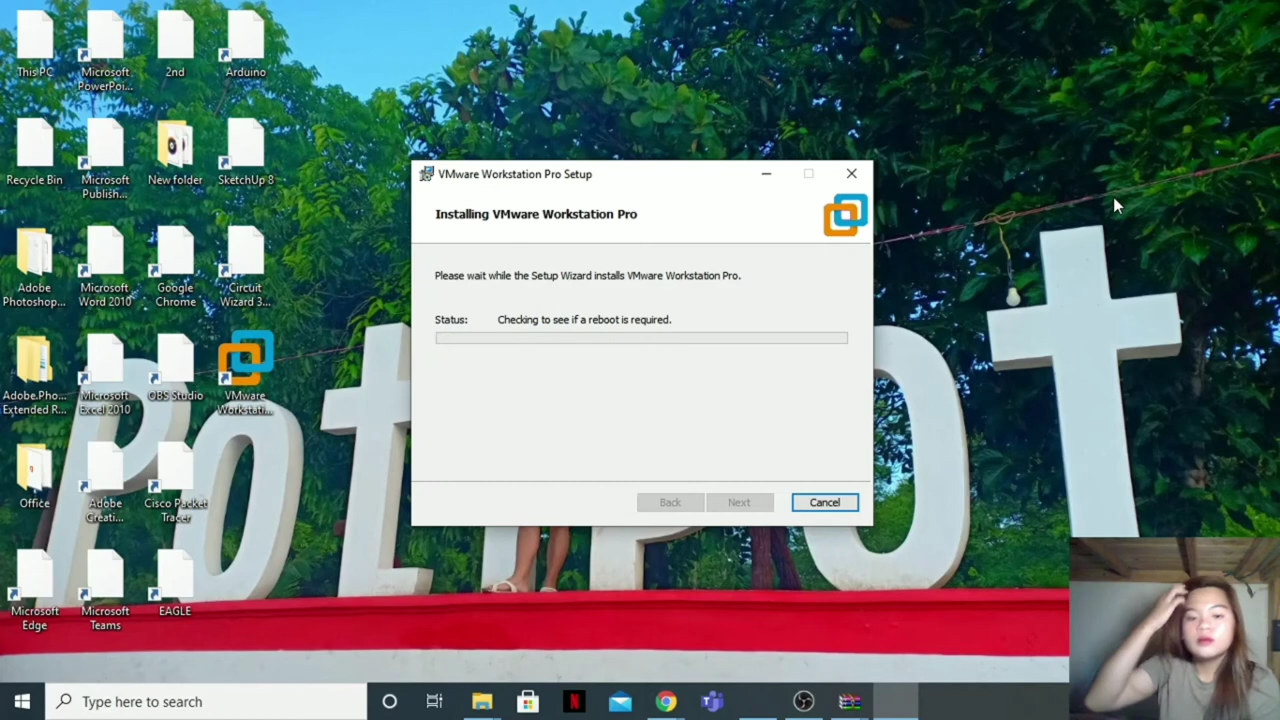 This PC
Microsoft
PowerPoi...
2nd
Arduino
Recycle Bin
Microsoft
Publish...
New folder
SketchUp 8
Adobe
Photoshop...
Microsoft
Word 2010
Google
Chrome
Circuit
Wizard 3...
Adobe.Pho...
Extended R...
Microsoft
Excel 2010
OBS Studio
VMware
Workstati...
Office
Adobe
Creati...
Cisco Packet
Tracer
Microsoft
Edge
Microsoft
Teams
EAGLE
VMware Workstation Pro Setup
Installing VMware Workstation Pro
Please wait while the Setup Wizard installs VMware Workstation Pro.
Status: Checking to see if a reboot is required.
Back
Next
Cancel
PotiPot
Type here to search